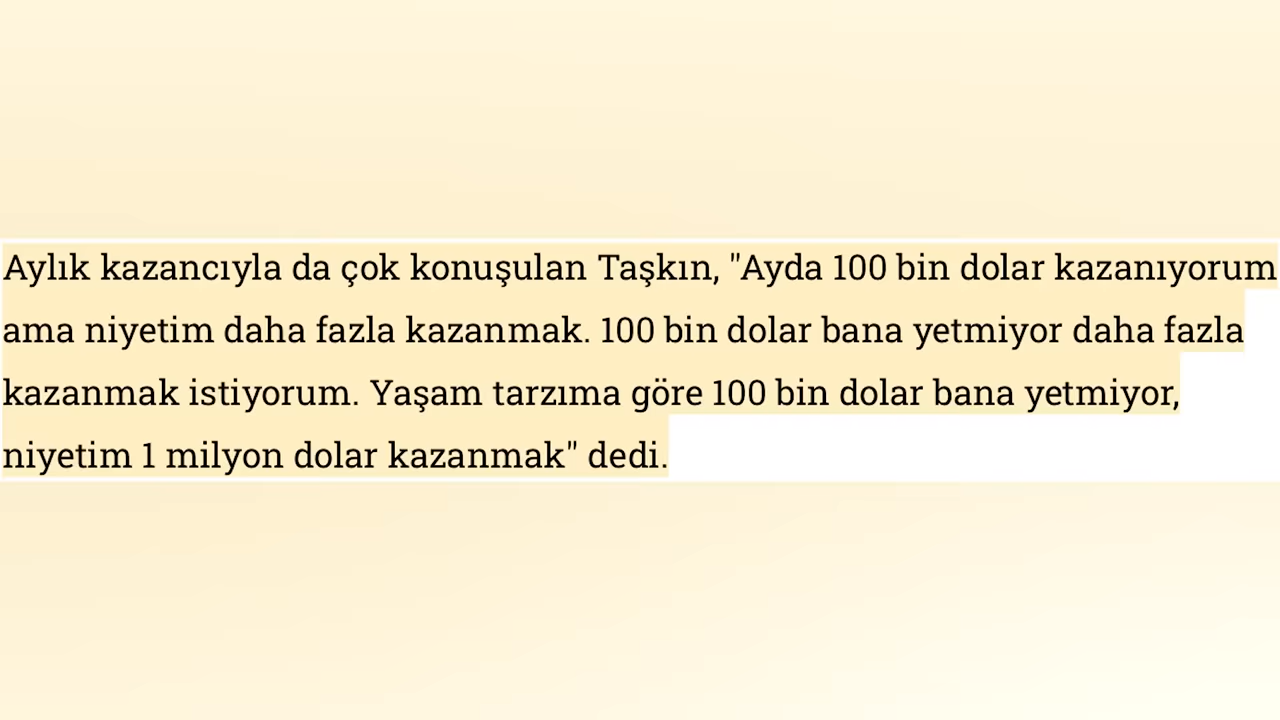 Aylık kazancıyla da çok konuşulan Taşkın, "Ayda 100 bin dolar kazanıyorum
ama niyetim daha fazla kazanmak. 100 bin dolar bana yetmiyor daha fazla
kazanmak istiyorum. Yaşam tarzıma göre 100 bin dolar bana yetmiyor,
niyetim 1 milyon dolar kazanmak" dedi.